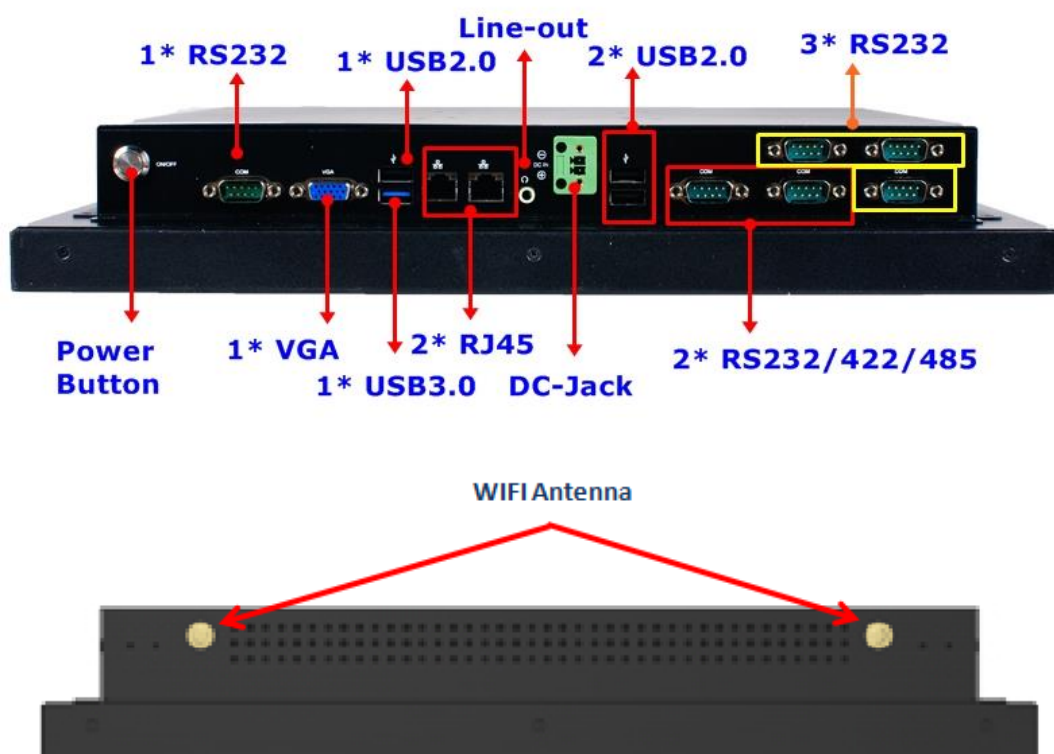 Line-out
1* RS232
1* USB2.0
2* USB2.0
3* RS232
ON/OFF
COM
VGA
DC IN
COM
COM
COM
Power
Button
1* VGA
2* RJ45
1* USB3.0
DC-Jack
2* RS232/422/485
WIFI Antenna